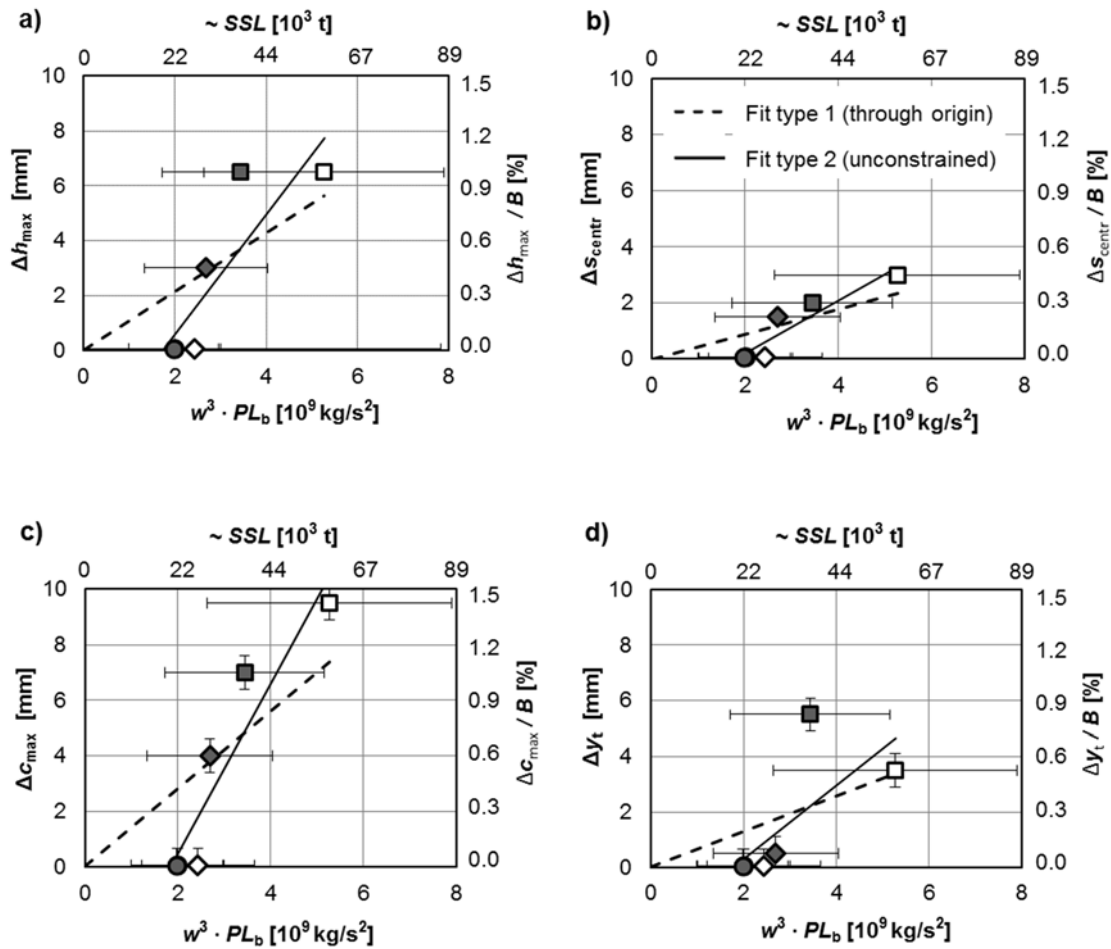 a)
~ SSL [10³ t]
0 22 44 67 89
10 8 6 4 2 0
Δhmax [mm]
1.5 1.2 0.9 0.6 0.3 0.0
Δhmax / B [%]
0 2 4 6 8
w³ · PLb [10⁹ kg/s²]
b)
~ SSL [10³ t]
0 22 44 67 89
10 8 6 4 2 0
Δscentr [mm]
Fit type 1 (through origin)
Fit type 2 (unconstrained)
1.5 1.2 0.9 0.6 0.3 0.0
Δscentr / B [%]
0 2 4 6 8
w³ · PLb [10⁹ kg/s²]
c)
~ SSL [10³ t]
0 22 44 67 89
10 8 6 4 2 0
Δcmax [mm]
1.5 1.2 0.9 0.6 0.3 0.0
Δcmax / B [%]
0 2 4 6 8
w³ · PLb [10⁹ kg/s²]
d)
~ SSL [10³ t]
0 22 44 67 89
10 8 6 4 2 0
Δyt [mm]
1.5 1.2 0.9 0.6 0.3 0.0
Δyt / B [%]
0 2 4 6 8
w³ · PLb [10⁹ kg/s²]